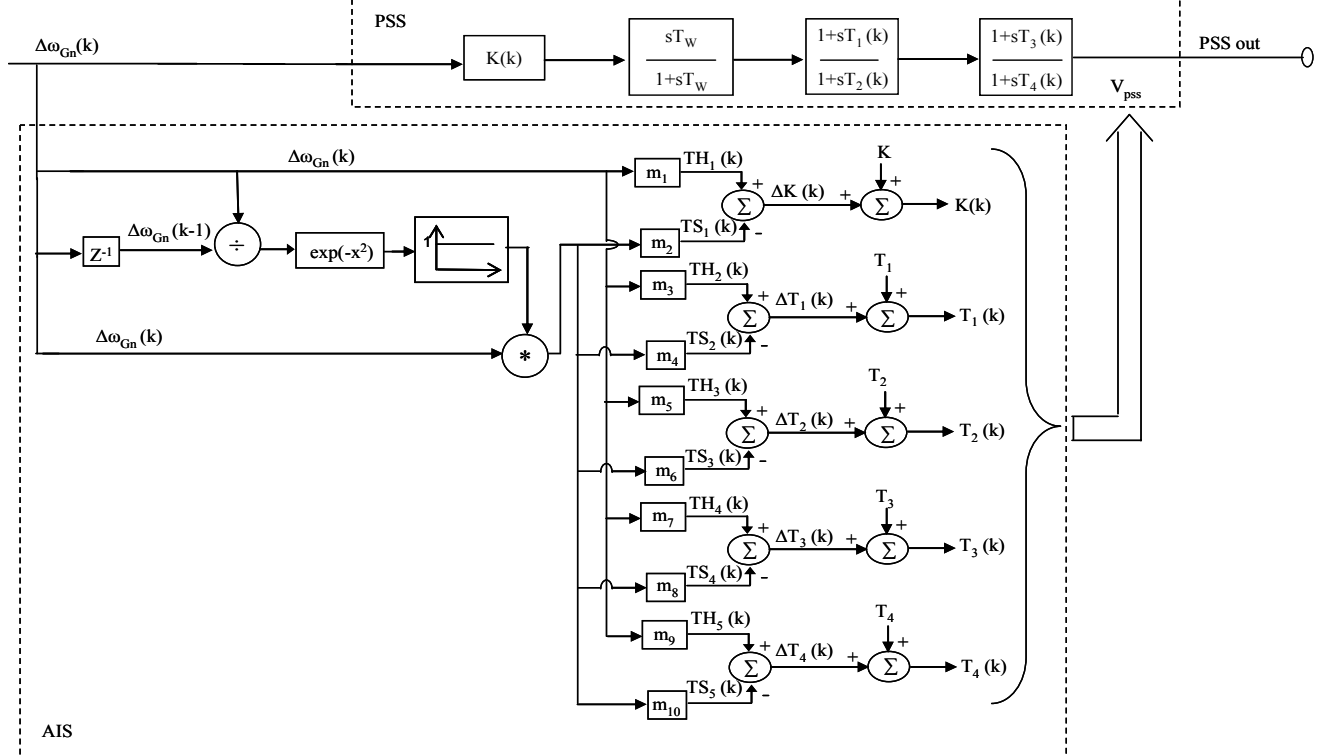 PSS
Δω_Gn(k)
K(k)
sT_W
1+sT_W
1+sT_1(k)
1+sT_2(k)
1+sT_3(k)
1+sT_4(k)
PSS out
V_pss
Δω_Gn(k)
Z^-1
Δω_Gn(k-1)
÷
exp(-x^2)
1
Δω_Gn(k)
*
m_1
TH_1(k)
+
m_2
TS_1(k)
-
Σ
ΔK (k)
+
K
+
Σ
K(k)
m_3
TH_2(k)
+
m_4
TS_2(k)
-
Σ
ΔT_1(k)
+
T_1
+
Σ
T_1(k)
m_5
TH_3(k)
+
m_6
TS_3(k)
-
Σ
ΔT_2(k)
+
T_2
+
Σ
T_2(k)
m_7
TH_4(k)
+
m_8
TS_4(k)
-
Σ
ΔT_3(k)
+
T_3
+
Σ
T_3(k)
m_9
TH_5(k)
+
m_10
TS_5(k)
-
Σ
ΔT_4(k)
+
T_4
+
Σ
T_4(k)
AIS